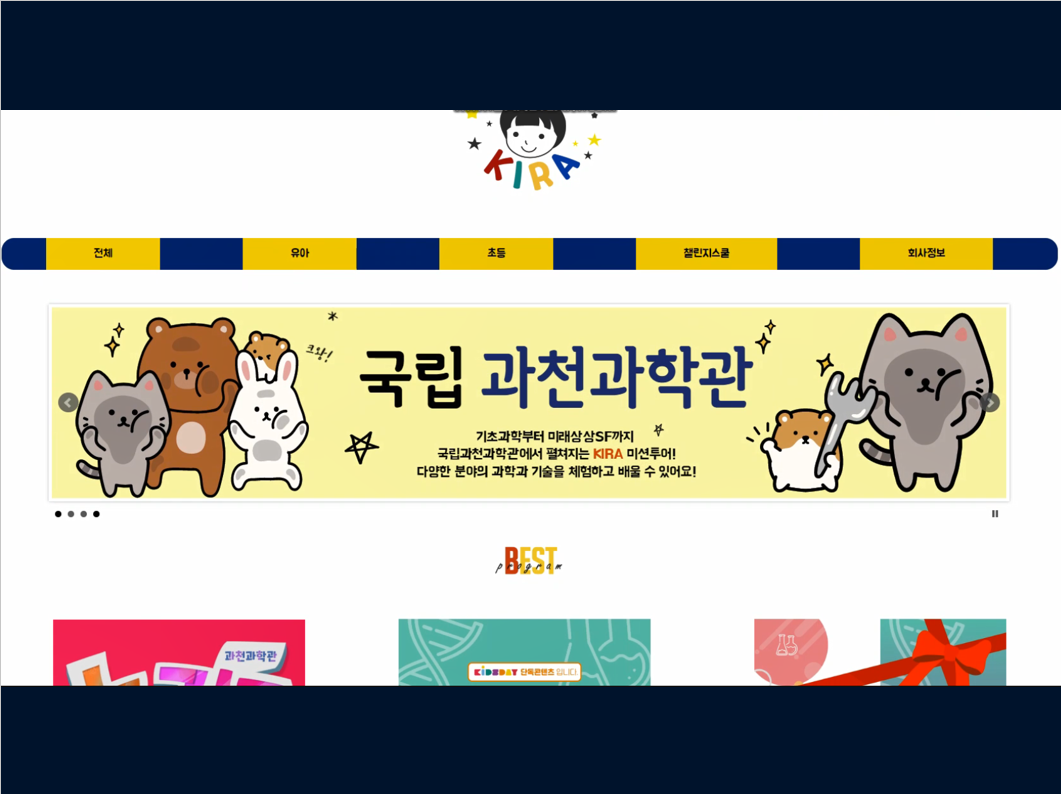 KIRA
전체
유아
초등
챌린지스쿨
회사정보
크왕!
국립 과천과학관
기초과학부터 미래상상SF까지
국립과천과학관에서 펼쳐지는 KIRA 미션투어!
다양한 분야의 과학과 기술을 체험하고 배울 수 있어요!
BEST
program
과천과학관
KIDSDAY 단독콘텐츠 입니다